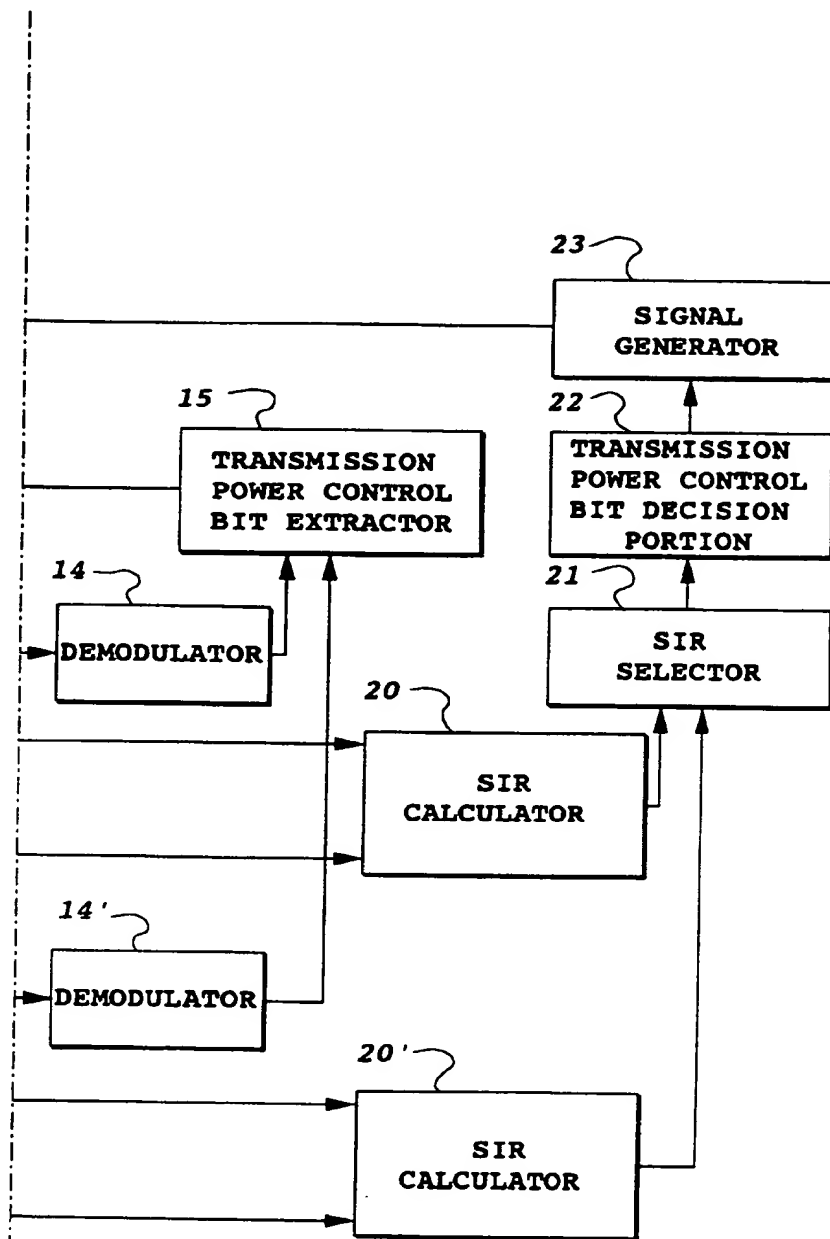 23
SIGNAL
GENERATOR
15
22
TRANSMISSION
POWER CONTROL
BIT EXTRACTOR
TRANSMISSION
POWER CONTROL
BIT DECISION
PORTION
14
21
DEMODULATOR
SIR
SELECTOR
20
SIR
CALCULATOR
14'
DEMODULATOR
20'
SIR
CALCULATOR